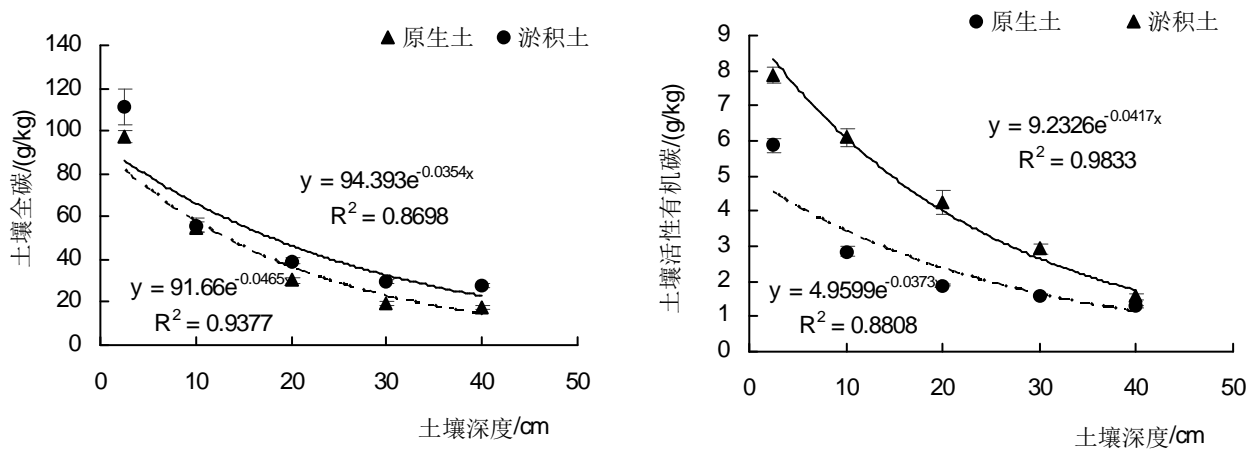 ▲原生土 ●淤积土
土壤全碳/(g/kg)
140
120
100
80
60
40
20
0
y = 94.393e^-0.0354x
R² = 0.8698
y = 91.66e^-0.0465x
R² = 0.9377
0 10 20 30 40 50
土壤深度/cm
●原生土 ▲淤积土
土壤活性有机碳/(g/kg)
9
8
7
6
5
4
3
2
1
0
y = 9.2326e^-0.0417x
R² = 0.9833
y = 4.9599e^-0.0373x
R² = 0.8808
0 10 20 30 40 50
土壤深度/cm